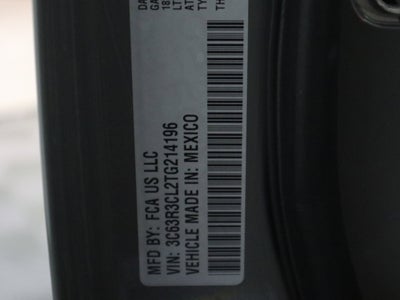 MFD BY: FCA US LLC
VIN: 3C63R3CL2TG214196
VEHICLE MADE IN: MEXICO